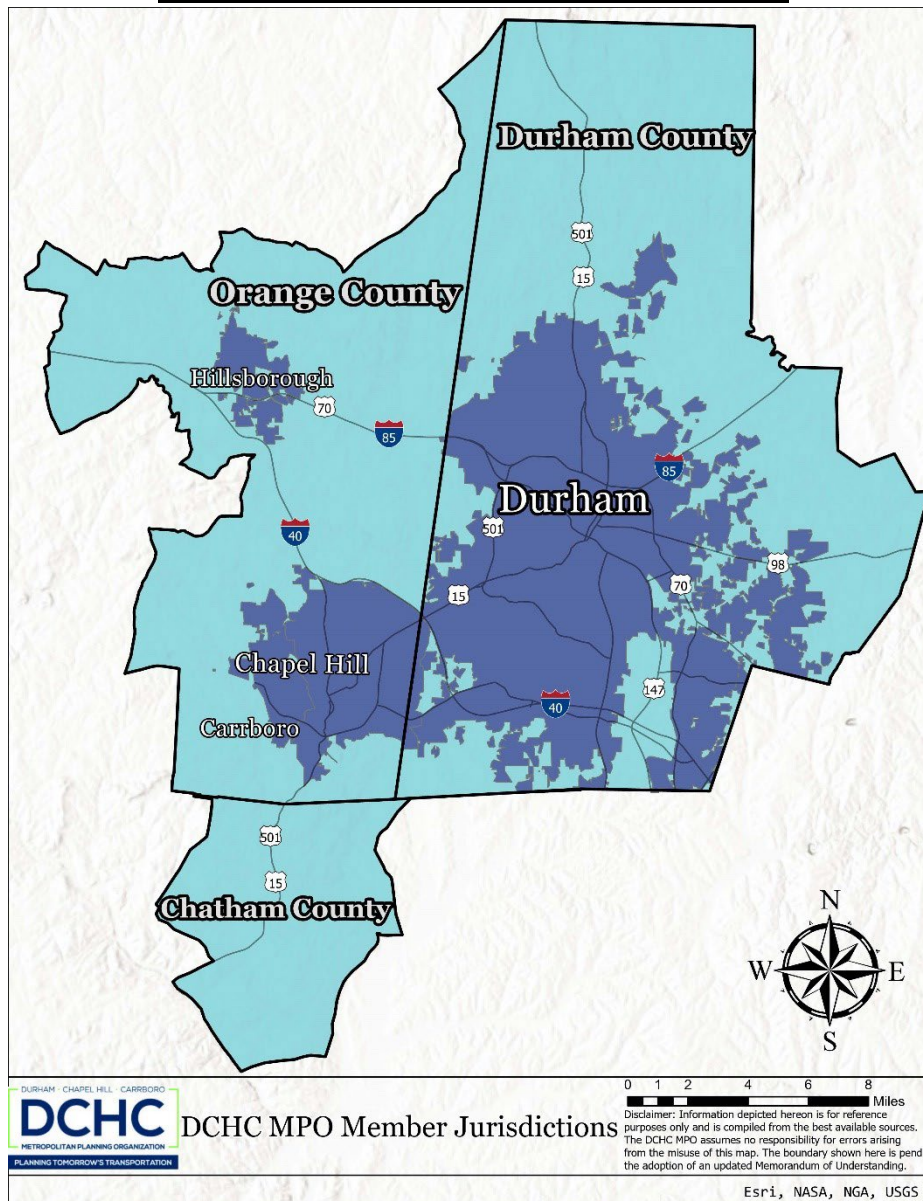 Durham County
501
15
Orange County
Hillsborough
70
85
85
Durham
501
40
98
15
70
Chapel Hill
147
40
Carrboro
501
15
Chatham County
N
W E
S
DURHAM · CHAPEL HILL · CARRBORO
DCHC
METROPOLITAN PLANNING ORGANIZATION
PLANNING TOMORROW'S TRANSPORTATION
DCHC MPO Member Jurisdictions
0 1 2 4 6 8
Miles
Disclaimer: Information depicted hereon is for reference
purposes only and is compiled from the best available sources.
The DCHC MPO assumes no responsibility for errors arising
from the misuse of this map. The boundary shown here is pend
the adoption of an updated Memorandum of Understanding.
Esri, NASA, NGA, USGS